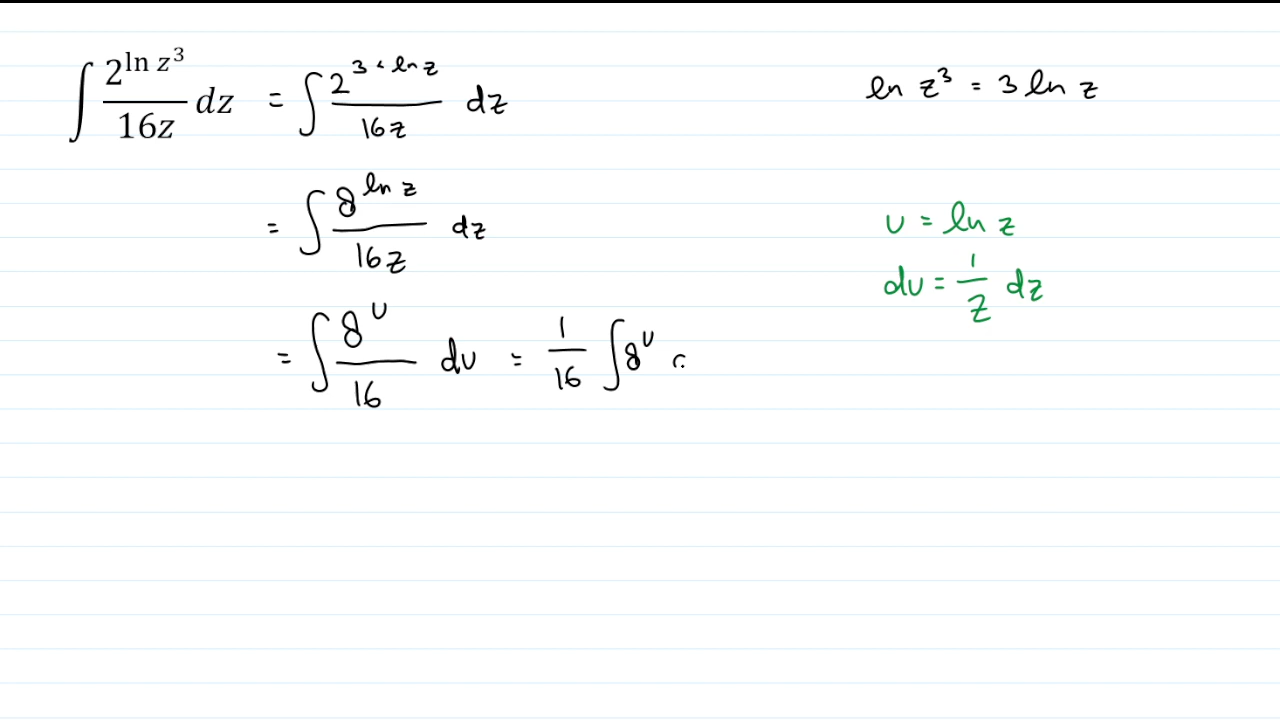 ∫ 2^{ln z³}/16z dz = ∫ 2^{3·ln z}/16z dz
ln z³ = 3 ln z
= ∫ 8^{ln z}/16z dz
u = ln z
du = 1/z dz
= ∫ 8^u/16 du = 1/16 ∫ 8^u